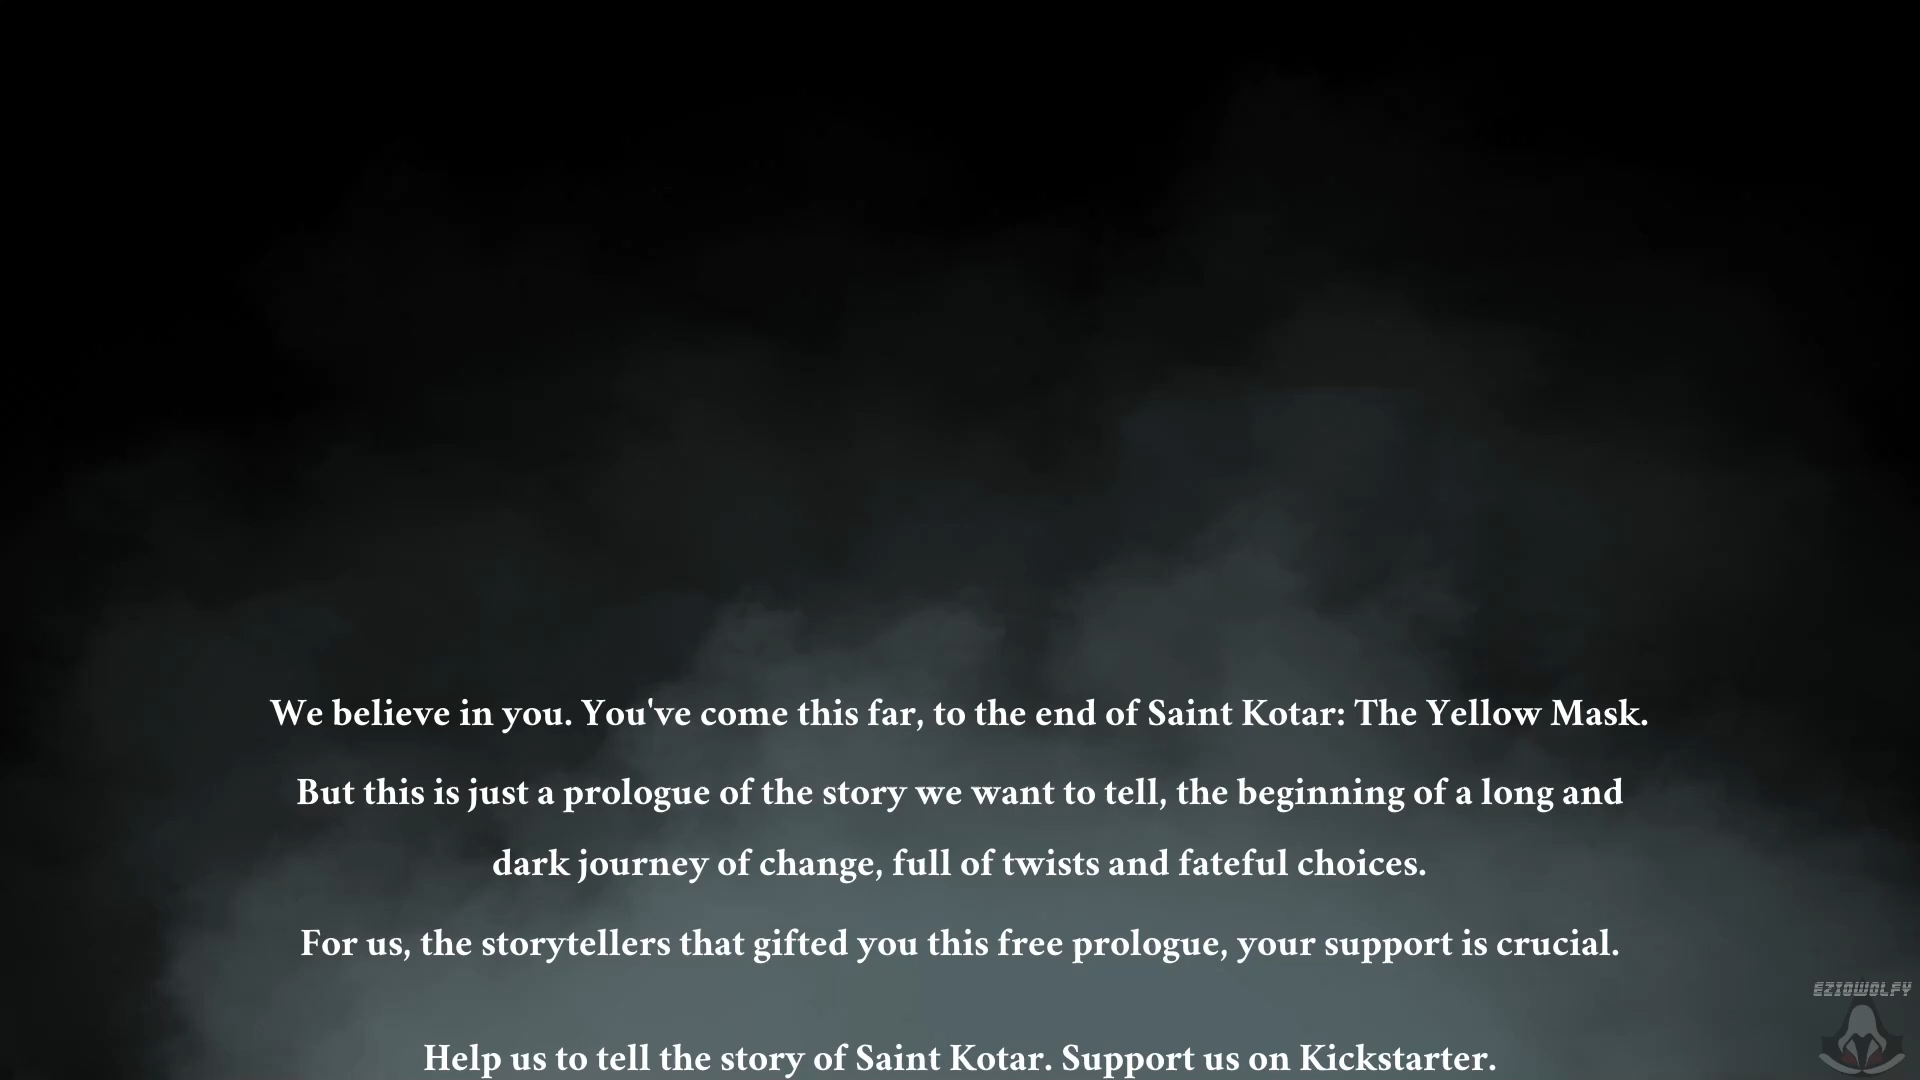 We believe in you. You've come this far, to the end of Saint Kotar: The Yellow Mask.
But this is just a prologue of the story we want to tell, the beginning of a long and
dark journey of change, full of twists and fateful choices.
For us, the storytellers that gifted you this free prologue, your support is crucial.
EZIOWOLFY
Help us to tell the story of Saint Kotar. Support us on Kickstarter.